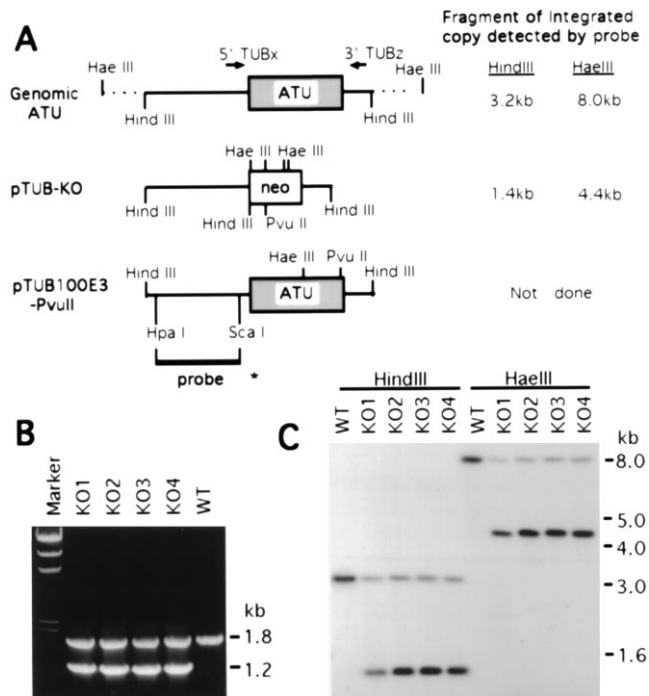 A
Fragment of Integrated
copy detected by probe
HindIII HaeIII
5' TUBx 3' TUBz
Hae III Hae III
Genomic
ATU
ATU
Hind III Hind III
3.2kb 8.0kb
Hae III Hae III
pTUB-KO
neo
Hind III Hind III Pvu II Hind III
1.4kb 4.4kb
Hind III Hae III Pvu II Hind III
pTUB100E3
-PvuII
ATU
Not done
Hpa I Sca I
probe *
B
Marker KO1 KO2 KO3 KO4 WT
kb
1.8
1.2
C
HindIII HaeIII
WT KO1 KO2 KO3 KO4 WT KO1 KO2 KO3 KO4
kb
8.0
5.0
4.0
3.0
1.6